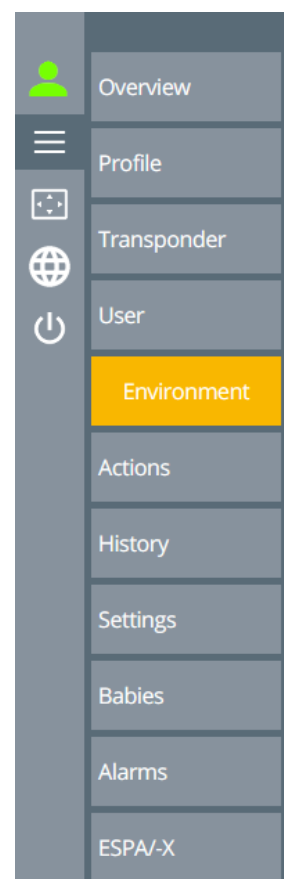 Overview
Profile
Transponder
User
Environment
Actions
History
Settings
Babies
Alarms
ESPA/-X